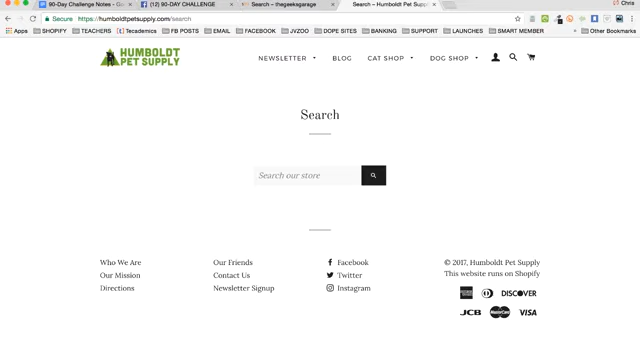 90-Day Challenge Notes - Go
(12) 90-DAY CHALLENGE
Search – thegeeksgarage
Search – Humboldt Pet Supply
Chris
Secure
https://humboldtpetsupply.com/search
Apps
SHOPIFY
TEACHERS
Tecademics
FB POSTS
EMAIL
FACEBOOK
JVZOO
DOPE SITES
BANKING
SUPPORT
LAUNCHES
SMART MEMBER
»
Other Bookmarks
HUMBOLDT
PET SUPPLY
NEWSLETTER
BLOG
CAT SHOP
DOG SHOP
Search
Search our store
Who We Are
Our Mission
Directions
Our Friends
Contact Us
Newsletter Signup
Facebook
Twitter
Instagram
© 2017, Humboldt Pet Supply
This website runs on Shopify
DISCOVER
JCB
MasterCard
VISA